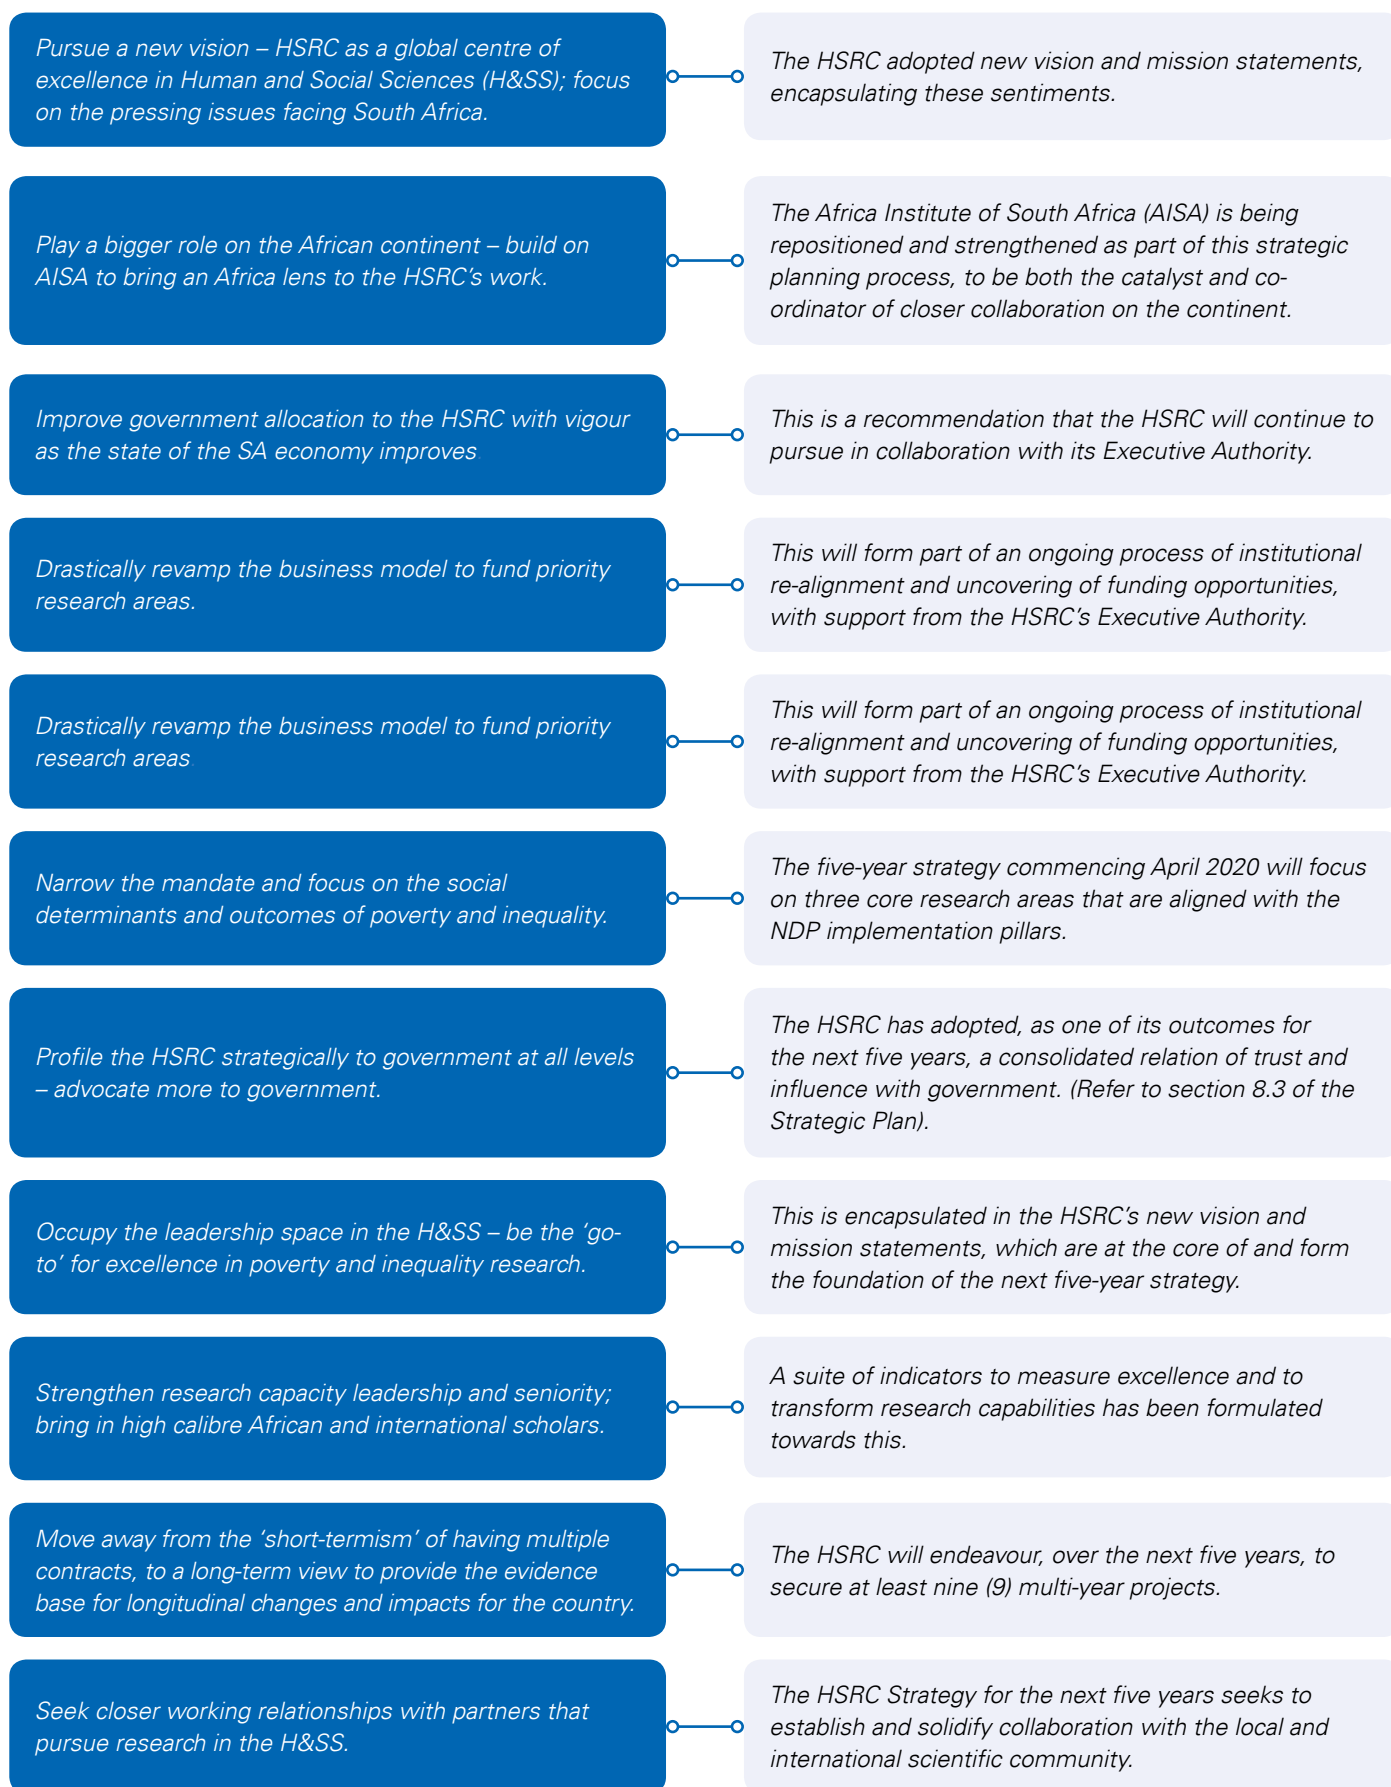 Pursue a new vision – HSRC as a global centre of
excellence in Human and Social Sciences (H&SS); focus
on the pressing issues facing South Africa.
The HSRC adopted new vision and mission statements,
encapsulating these sentiments.
Play a bigger role on the African continent – build on
AISA to bring an Africa lens to the HSRC's work.
The Africa Institute of South Africa (AISA) is being
repositioned and strengthened as part of this strategic
planning process, to be both the catalyst and co-
ordinator of closer collaboration on the continent.
Improve government allocation to the HSRC with vigour
as the state of the SA economy improves.
This is a recommendation that the HSRC will continue to
pursue in collaboration with its Executive Authority.
Drastically revamp the business model to fund priority
research areas.
This will form part of an ongoing process of institutional
re-alignment and uncovering of funding opportunities,
with support from the HSRC's Executive Authority.
Drastically revamp the business model to fund priority
research areas.
This will form part of an ongoing process of institutional
re-alignment and uncovering of funding opportunities,
with support from the HSRC's Executive Authority.
Narrow the mandate and focus on the social
determinants and outcomes of poverty and inequality.
The five-year strategy commencing April 2020 will focus
on three core research areas that are aligned with the
NDP implementation pillars.
Profile the HSRC strategically to government at all levels
– advocate more to government.
The HSRC has adopted, as one of its outcomes for
the next five years, a consolidated relation of trust and
influence with government. (Refer to section 8.3 of the
Strategic Plan).
Occupy the leadership space in the H&SS – be the 'go-
to' for excellence in poverty and inequality research.
This is encapsulated in the HSRC's new vision and
mission statements, which are at the core of and form
the foundation of the next five-year strategy.
Strengthen research capacity leadership and seniority;
bring in high calibre African and international scholars.
A suite of indicators to measure excellence and to
transform research capabilities has been formulated
towards this.
Move away from the 'short-termism' of having multiple
contracts, to a long-term view to provide the evidence
base for longitudinal changes and impacts for the country.
The HSRC will endeavour, over the next five years, to
secure at least nine (9) multi-year projects.
Seek closer working relationships with partners that
pursue research in the H&SS.
The HSRC Strategy for the next five years seeks to
establish and solidify collaboration with the local and
international scientific community.